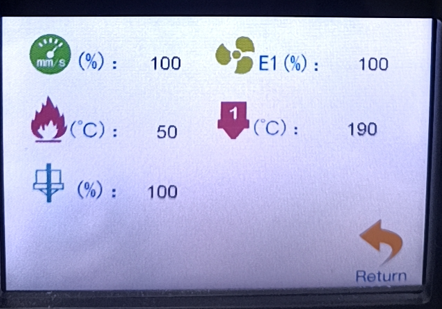 mm/s (%) : 100 E1 (%) : 100
(°C) : 50 1 (°C) : 190
(%) : 100
Return